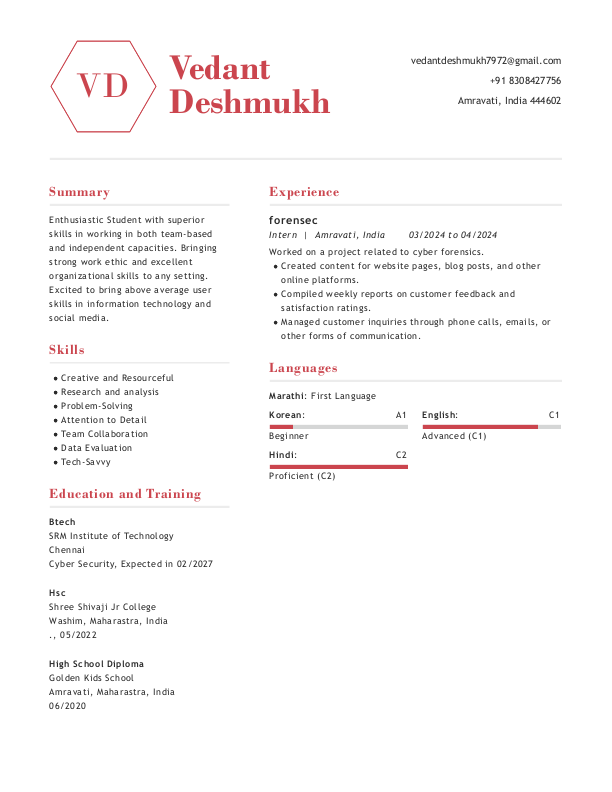 VD
Vedant
Deshmukh
vedantdeshmukh7972@gmail.com
+91 8308427756
Amravati, India 444602
Summary
Enthusiastic Student with superior
skills in working in both team-based
and independent capacities. Bringing
strong work ethic and excellent
organizational skills to any setting.
Excited to bring above average user
skills in information technology and
social media.
Skills
● Creative and Resourceful
● Research and analysis
● Problem-Solving
● Attention to Detail
● Team Collaboration
● Data Evaluation
● Tech-Savvy
Education and Training
Btech
SRM Institute of Technology
Chennai
Cyber Security, Expected in 02/2027
Hsc
Shree Shivaji Jr College
Washim, Maharastra, India
., 05/2022
High School Diploma
Golden Kids School
Amravati, Maharastra, India
06/2020
Experience
forensec
Intern | Amravati, India 03/2024 to 04/2024
Worked on a project related to cyber forensics.
● Created content for website pages, blog posts, and other
online platforms.
● Compiled weekly reports on customer feedback and
satisfaction ratings.
● Managed customer inquiries through phone calls, emails, or
other forms of communication.
Languages
Marathi: First Language
Korean: A1
Beginner
English: C1
Advanced (C1)
Hindi: C2
Proficient (C2)